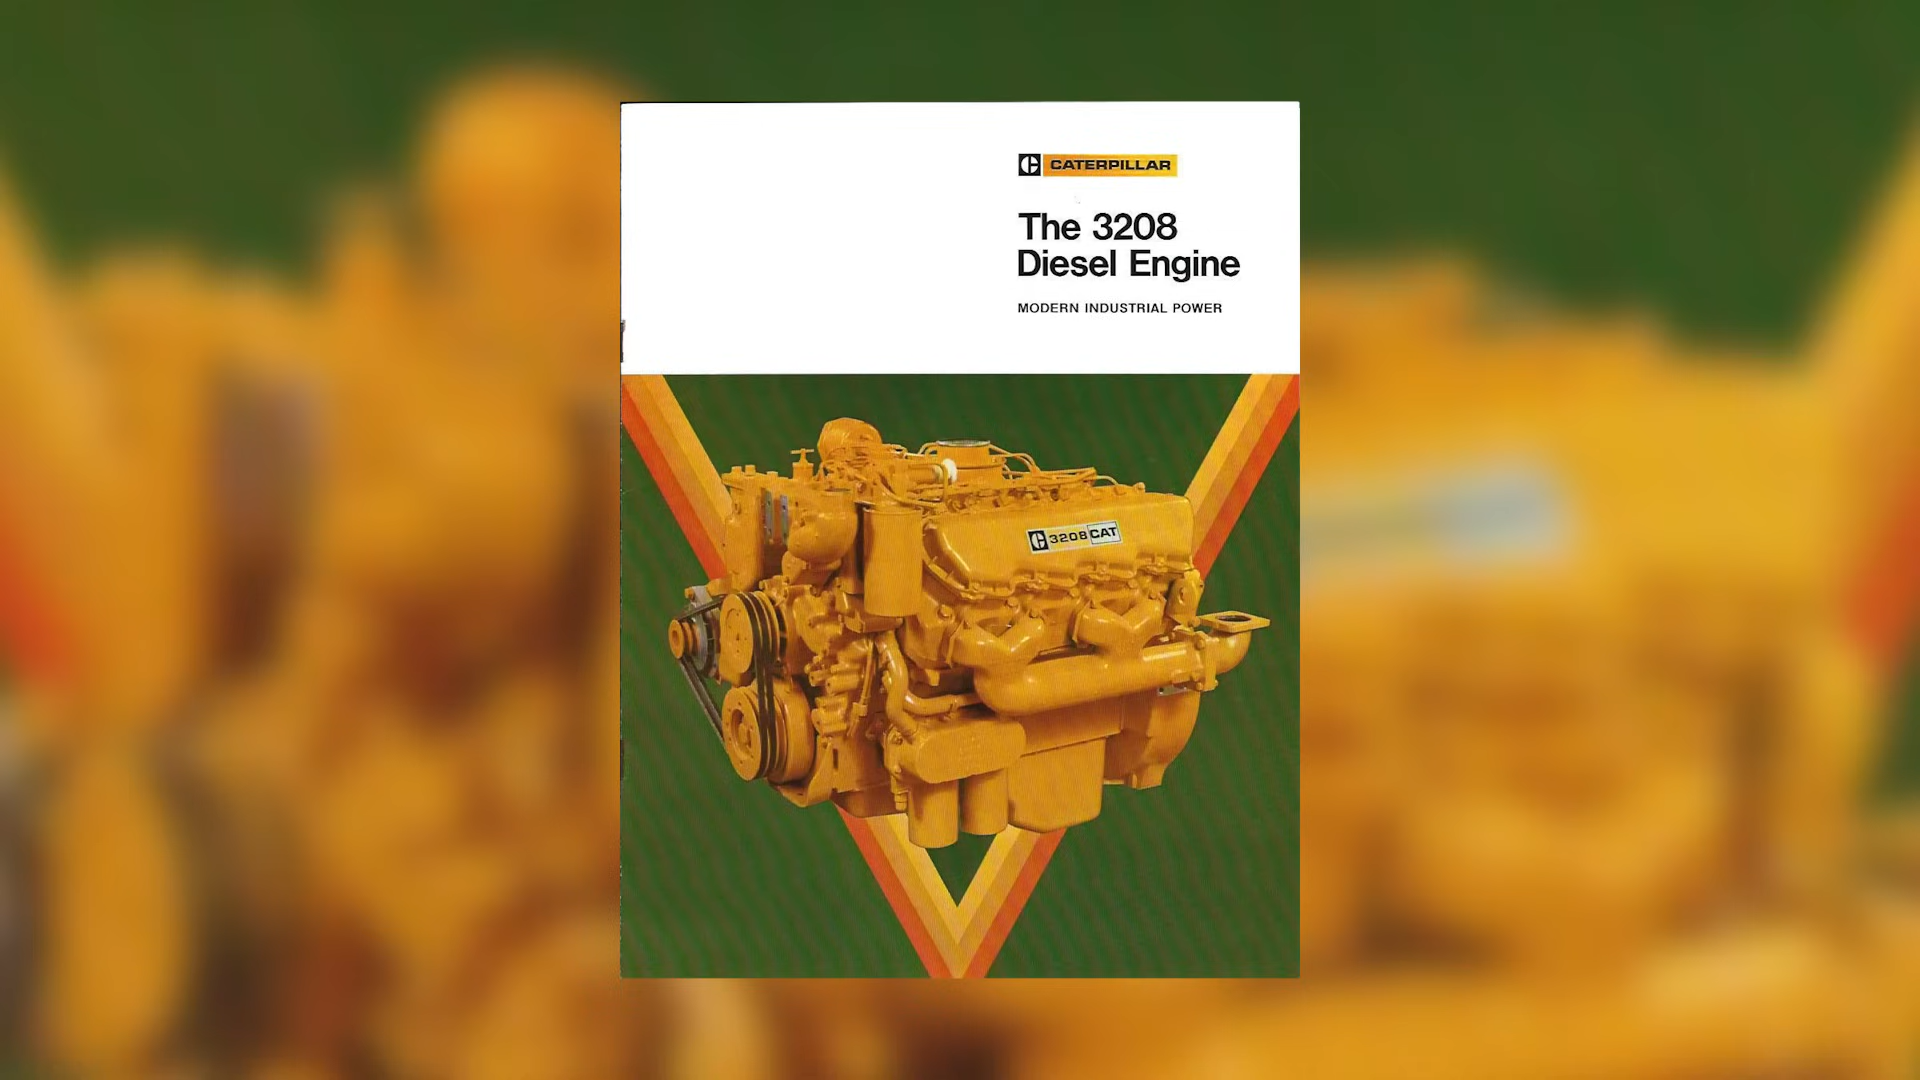 CATERPILLAR
The 3208
Diesel Engine
MODERN INDUSTRIAL POWER
3208 CAT